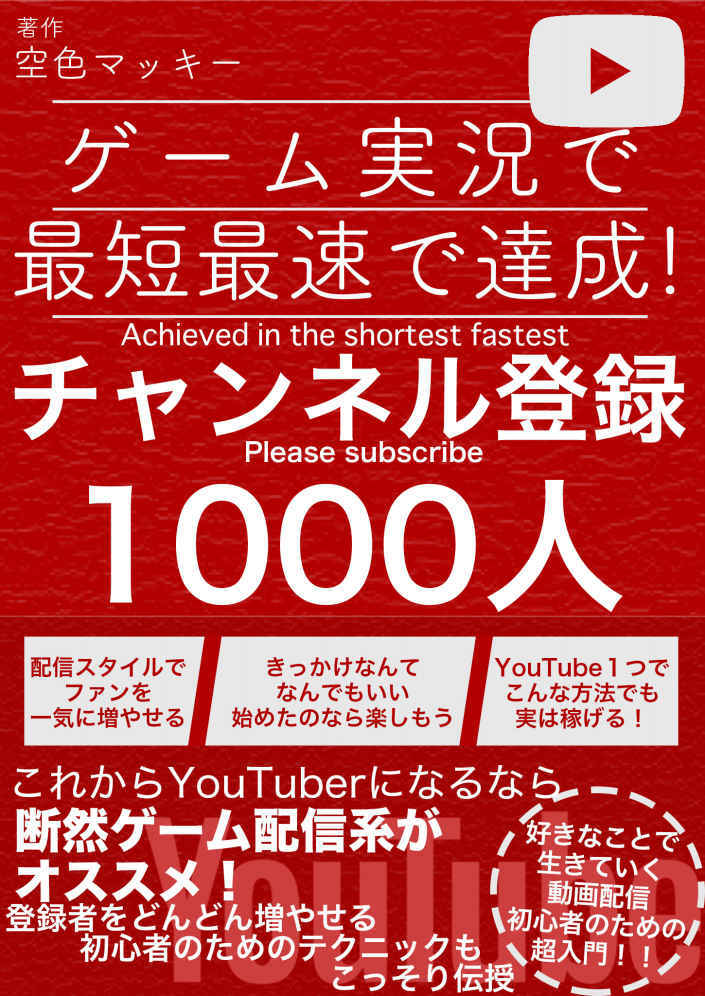 著作
空色マッキー
ゲーム実況で
最短最速で達成!
Achieved in the shortest fastest
チャンネル登録
Please subscribe
1000人
配信スタイルで
ファンを
一気に増やせる
きっかけなんて
なんでもいい
始めたのなら楽しもう
YouTube１つで
こんな方法でも
実は稼げる！
これからYouTuberになるなら
断然ゲーム配信系が
オススメ！
登録者をどんどん増やせる
初心者のためのテクニックも
こっそり伝授
YouTube
好きなことで
生きていく
動画配信
初心者のための
超入門！！